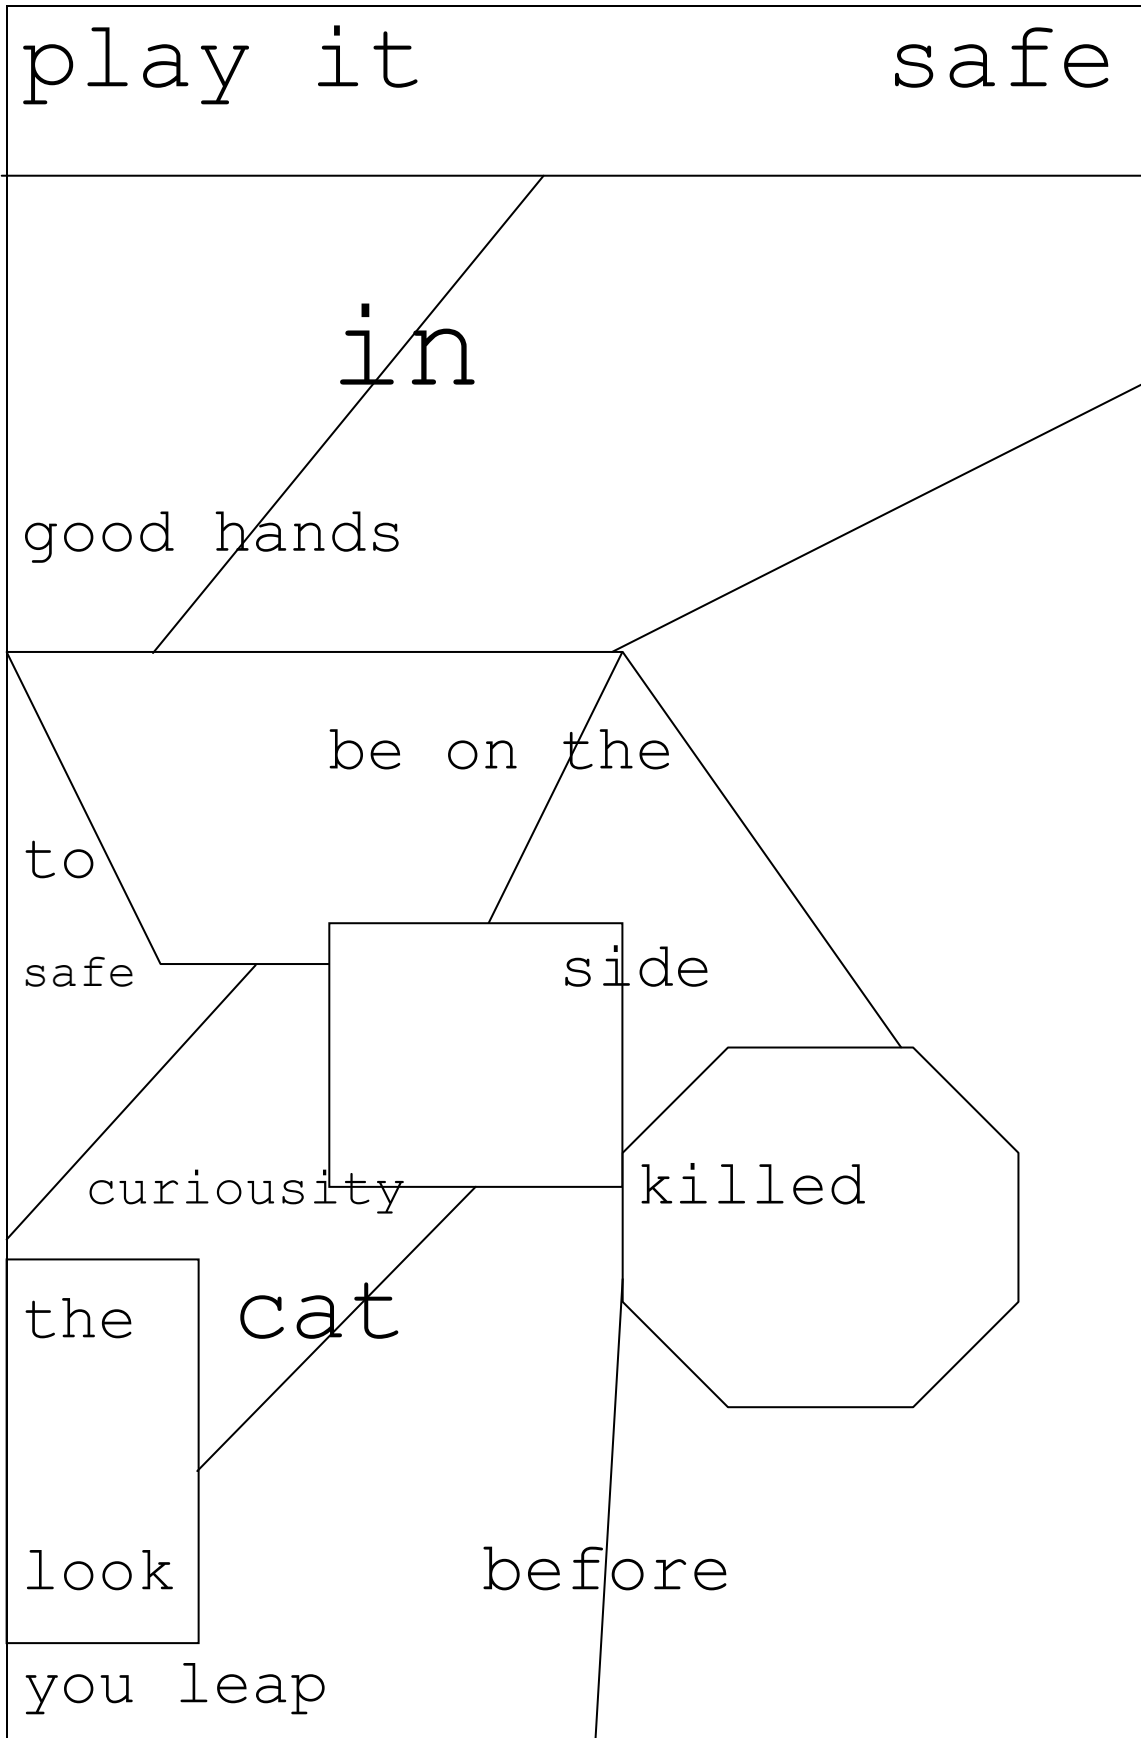 play it safe
in
good hands
be on the
to
safe side
curiousity killed
the cat
look before
you leap